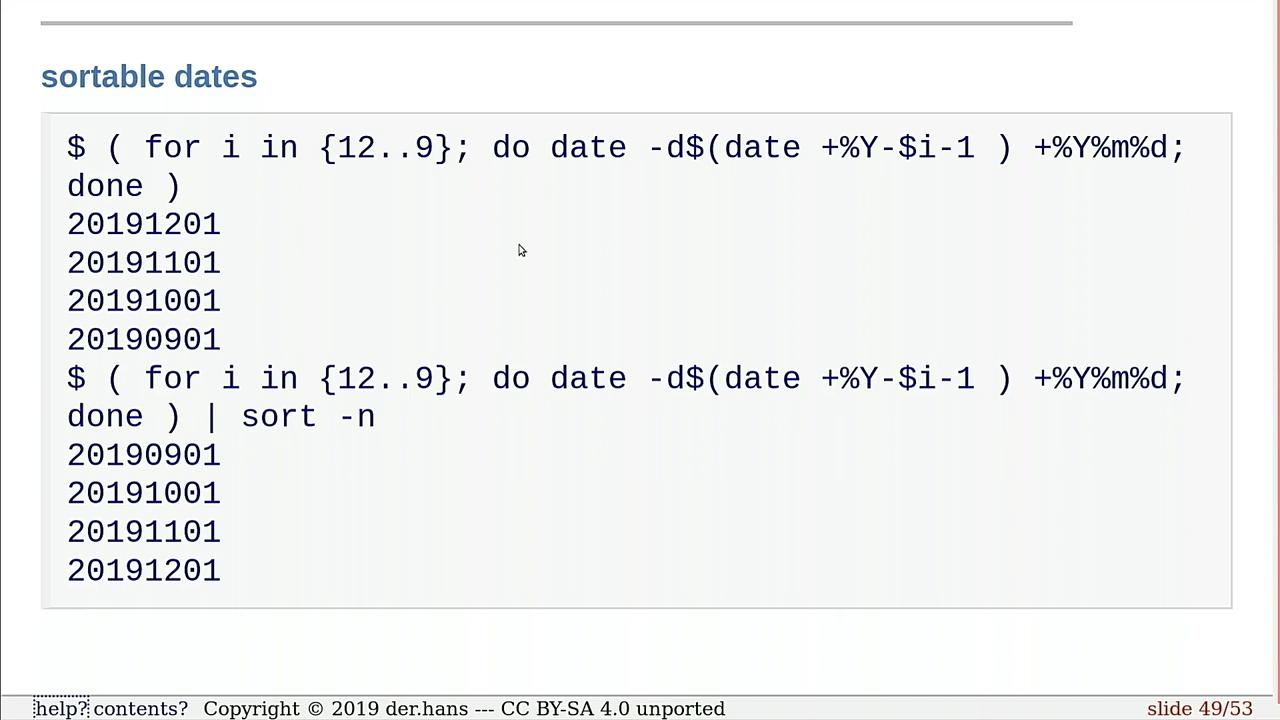 sortable dates
$ ( for i in {12..9}; do date -d$(date +%Y-$i-1 ) +%Y%m%d;
done )
20191201
20191101
20191001
20190901
$ ( for i in {12..9}; do date -d$(date +%Y-$i-1 ) +%Y%m%d;
done ) | sort -n
20190901
20191001
20191101
20191201
help? contents? Copyright © 2019 der.hans --- CC BY-SA 4.0 unported slide 49/53